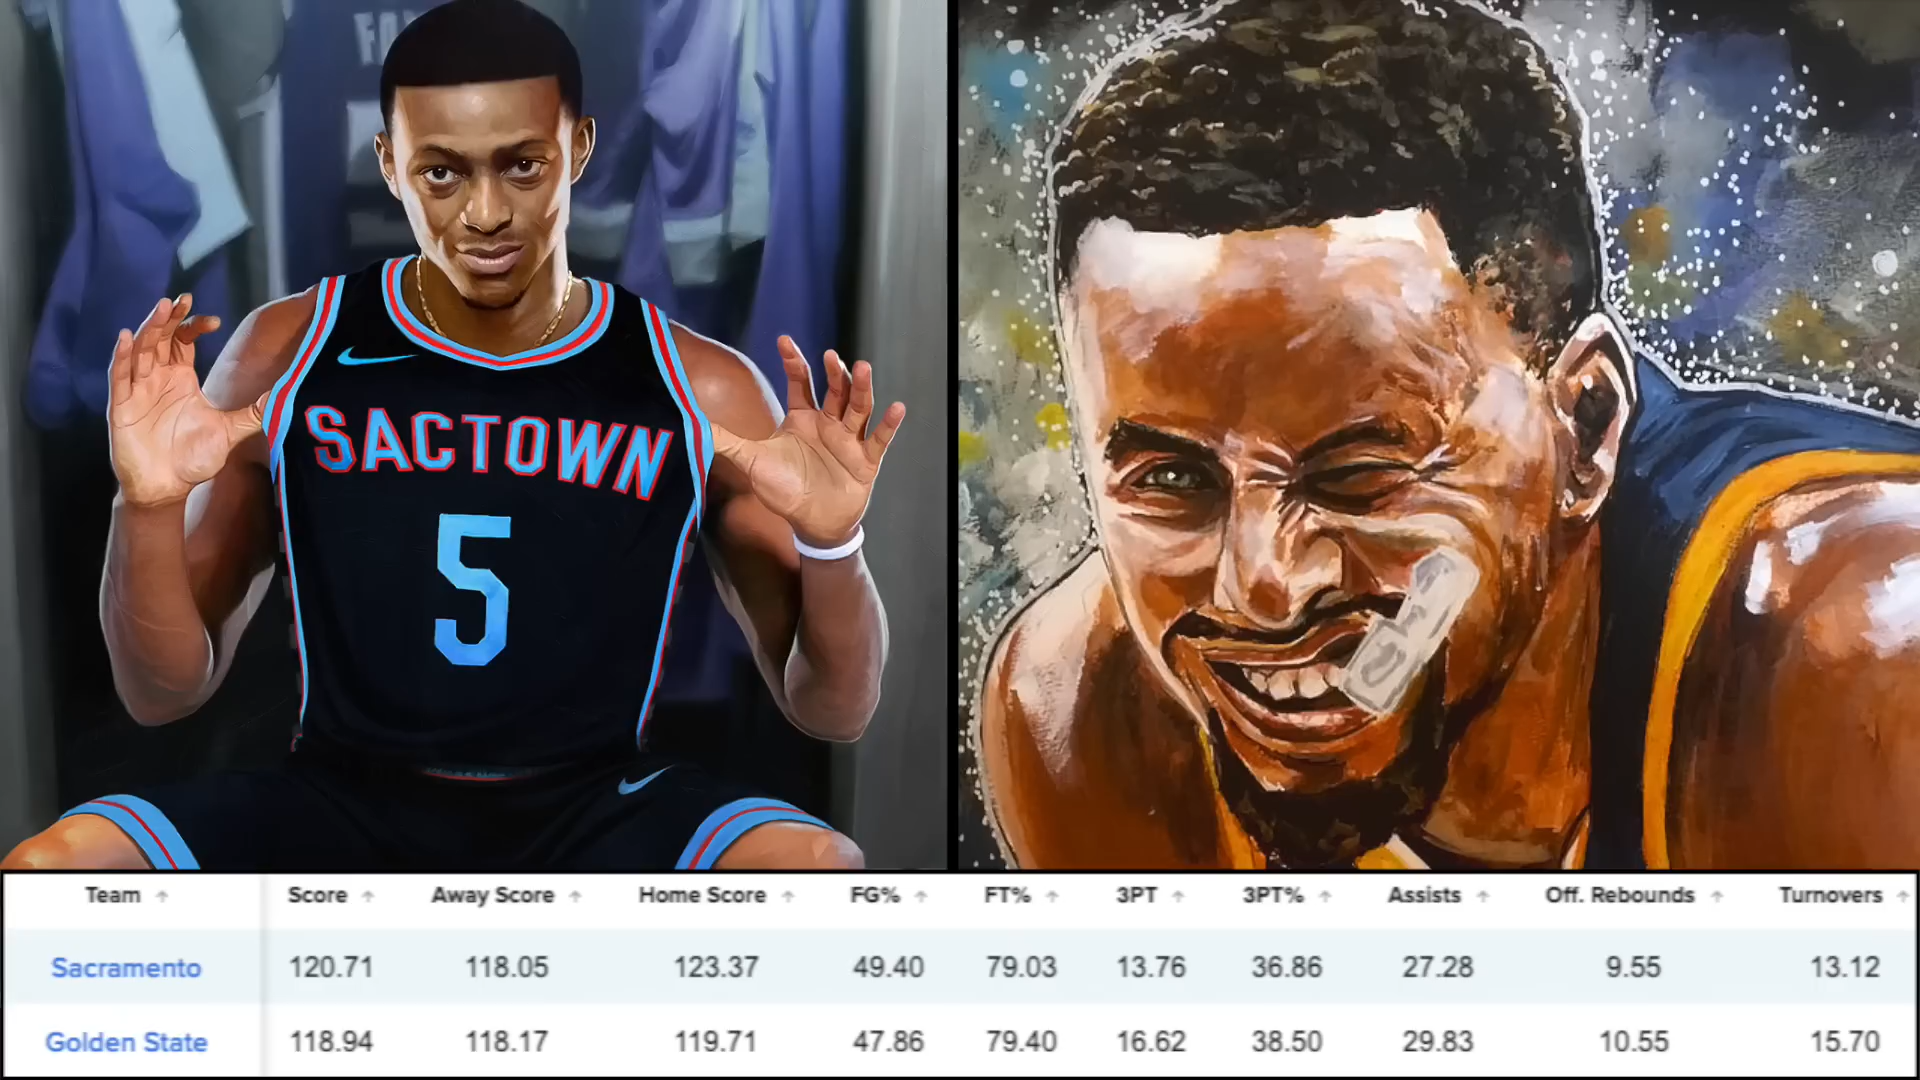 FO
SACTOWN
5
Team Score Away Score Home Score FG% FT% 3PT 3PT% Assists Off. Rebounds Turnovers
Sacramento 120.71 118.05 123.37 49.40 79.03 13.76 36.86 27.28 9.55 13.12
Golden State 118.94 118.17 119.71 47.86 79.40 16.62 38.50 29.83 10.55 15.70